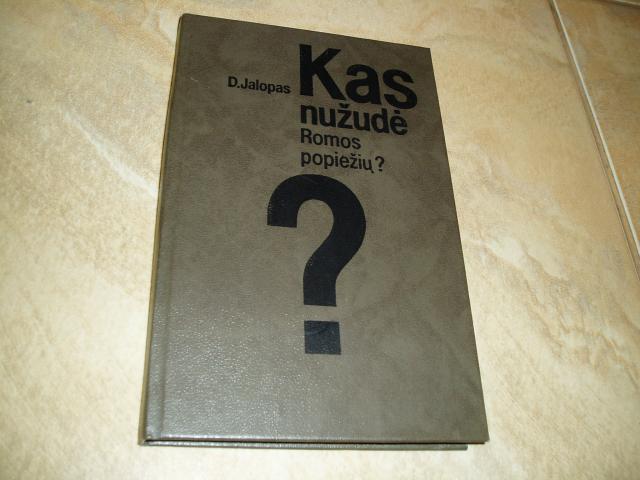 D.Jalopas
Kas
nužudė
Romos
popiežių?
?